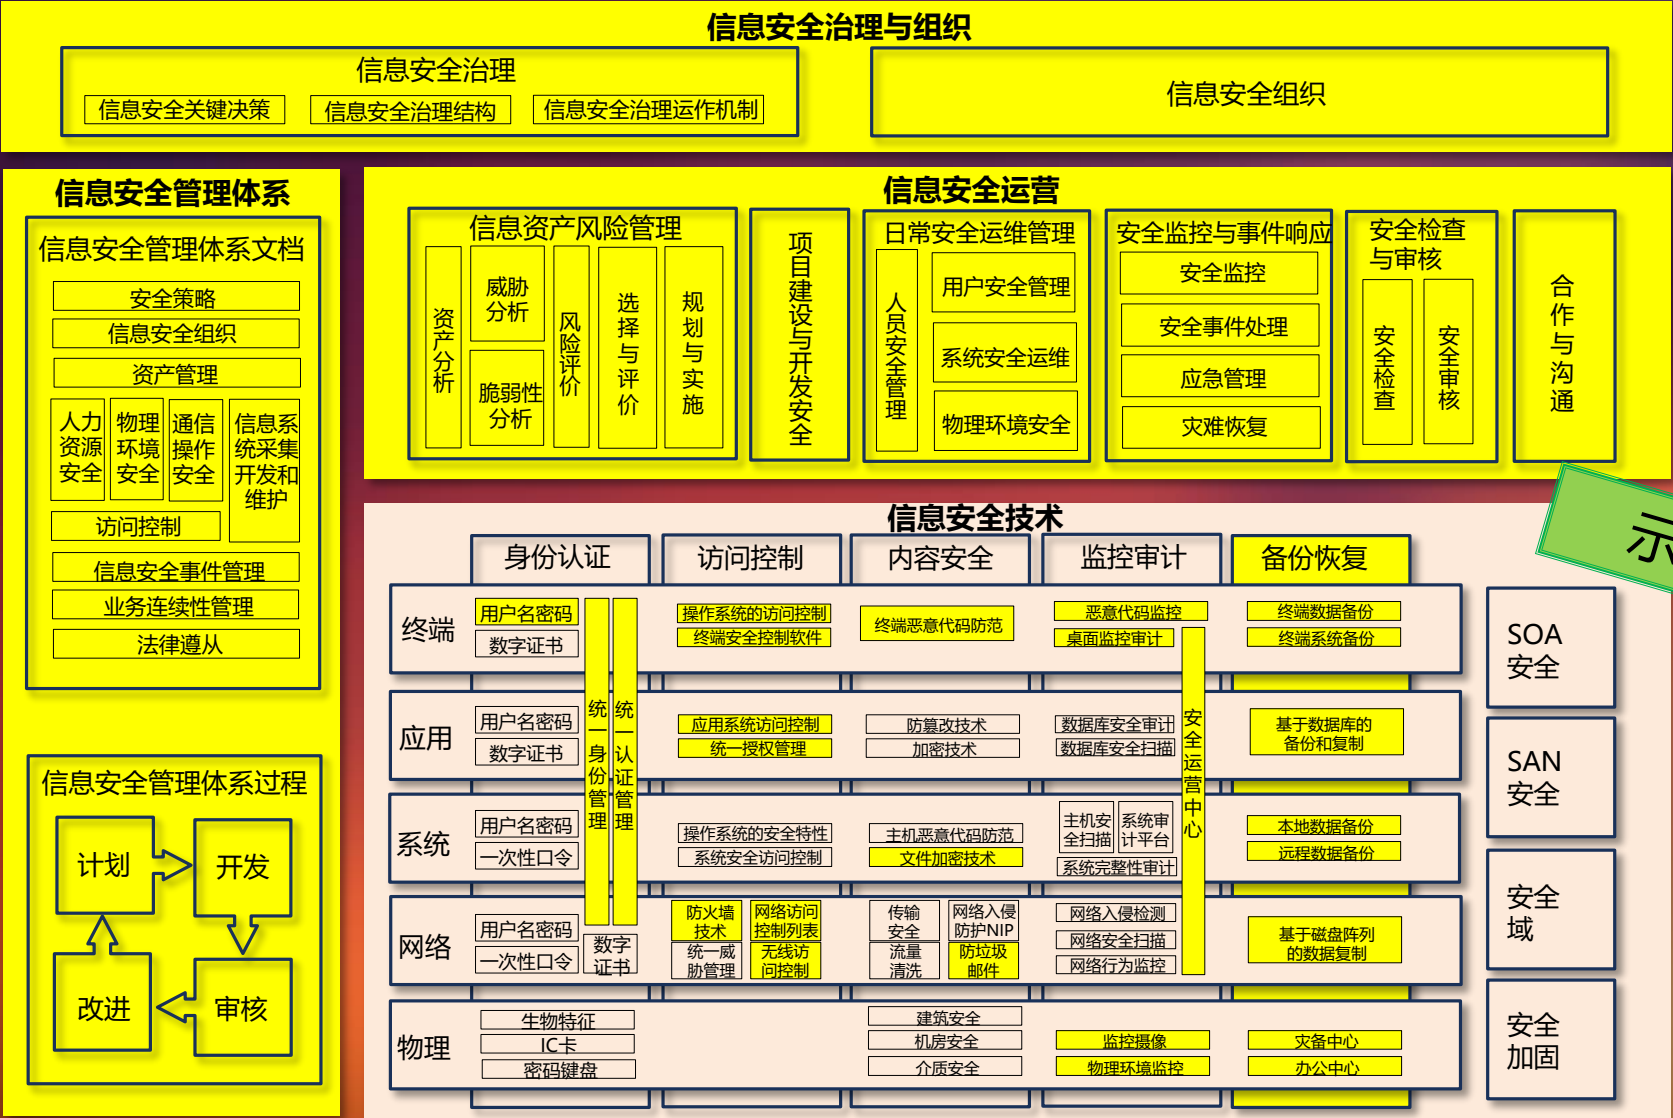 信息安全治理与组织
信息安全治理
信息安全关键决策
信息安全治理结构
信息安全治理运作机制
信息安全组织
信息安全管理体系
信息安全管理体系文档
安全策略
信息安全组织
资产管理
人力
资源
安全
物理
环境
安全
通信
操作
安全
信息系
统采集
开发和
维护
访问控制
信息安全事件管理
业务连续性管理
法律遵从
信息安全管理体系过程
计划
开发
改进
审核
信息安全运营
信息资产风险管理
资产分析
威胁
分析
脆弱性
分析
风险评价
选择与评价
规划与实施
项目建设与开发安全
日常安全运维管理
人员安全管理
用户安全管理
系统安全运维
物理环境安全
安全监控与事件响应
安全监控
安全事件处理
应急管理
灾难恢复
安全检查
与审核
安全检查
安全审核
合作与沟通
示
信息安全技术
身份认证
访问控制
内容安全
监控审计
备份恢复
终端
用户名密码
数字证书
统一身份管理
统一认证管理
操作系统的访问控制
终端安全控制软件
终端恶意代码防范
恶意代码监控
桌面监控审计
安全运营中心
终端数据备份
终端系统备份
应用
用户名密码
数字证书
应用系统访问控制
统一授权管理
防篡改技术
加密技术
数据库安全审计
数据库安全扫描
基于数据库的
备份和复制
系统
用户名密码
一次性口令
操作系统的安全特性
系统安全访问控制
主机恶意代码防范
文件加密技术
主机安
全扫描
系统审
计平台
系统完整性审计
本地数据备份
远程数据备份
网络
用户名密码
一次性口令
数字
证书
防火墙
技术
网络访问
控制列表
统一威
胁管理
无线访
问控制
传输
安全
网络入侵
防护NIP
流量
清洗
防垃圾
邮件
网络入侵检测
网络安全扫描
网络行为监控
基于磁盘阵列
的数据复制
物理
生物特征
IC卡
密码键盘
建筑安全
机房安全
介质安全
监控摄像
物理环境监控
灾备中心
办公中心
SOA
安全
SAN
安全
安全
域
安全
加固